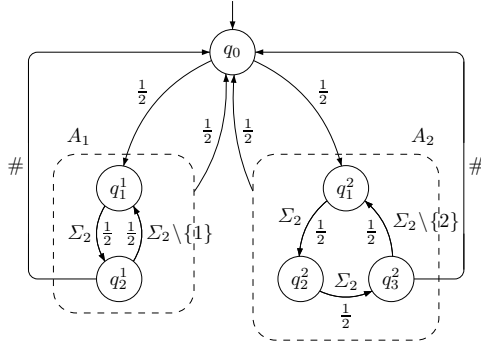 q₀
½ ½
½ ½
A₁ A₂
# #
q₁¹ q₁²
Σ₂ ½ ½ Σ₂\{1} Σ₂ ½ ½ Σ₂\{2}
q₂¹ q₂² Σ₂ q₃²
½